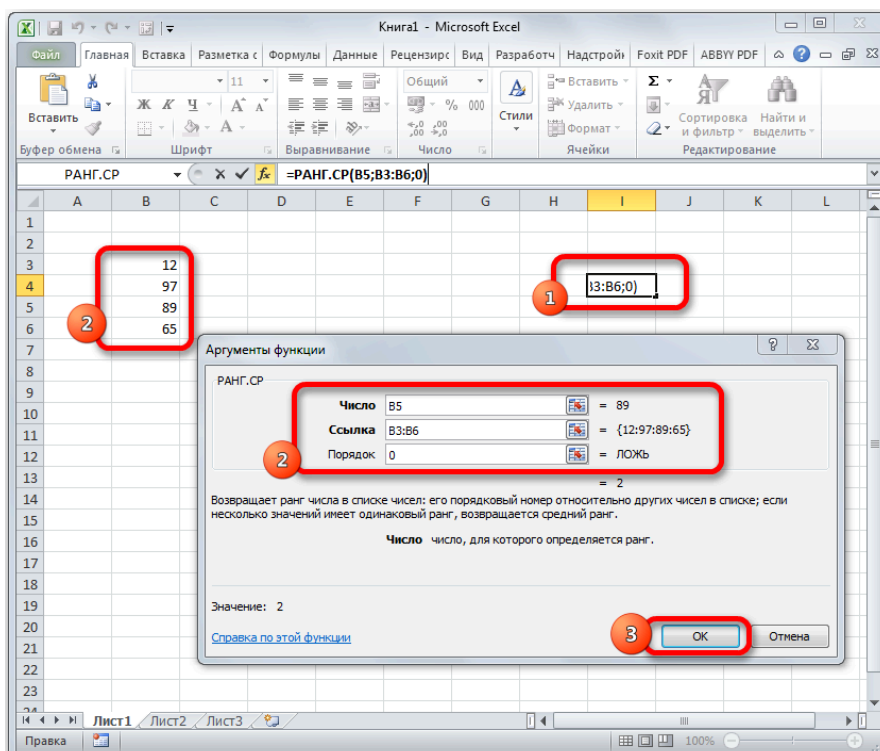 Книга1 - Microsoft Excel
Файл Главная Вставка Разметка с Формулы Данные Рецензирс Вид Разработч Надстройк Foxit PDF ABBYY PDF
Вставить
Ж К Ч
11
А А
А
Общий
% 000
Стили
Вставить
Удалить
Формат
Σ
Сортировка и фильтр
Найти и выделить
Буфер обмена Шрифт Выравнивание Число Ячейки Редактирование
РАНГ.СР fx =РАНГ.СР(B5;B3:B6;0)
A B C D E F G H I J K L
1
2
3 12
4 97 33:B6;0) 1
5 89
6 65
2
7
8
9
10
11
12
13
14
15
16
17
18
19
20
21
22
23
24
Аргументы функции
РАНГ.СР
Число B5 = 89
Ссылка B3:B6 = {12:97:89:65}
2 Порядок 0 = ЛОЖЬ
= 2
Возвращает ранг числа в списке чисел: его порядковый номер относительно других чисел в списке; если
несколько значений имеет одинаковый ранг, возвращается средний ранг.
Число число, для которого определяется ранг.
Значение: 2
Справка по этой функции
3 ОК Отмена
Лист1 Лист2 Лист3
Правка 100%